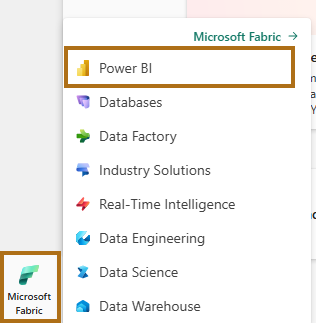 Microsoft Fabric →
Power BI
Databases
Data Factory
Industry Solutions
Real-Time Intelligence
Data Engineering
Data Science
Data Warehouse
Microsoft
Fabric